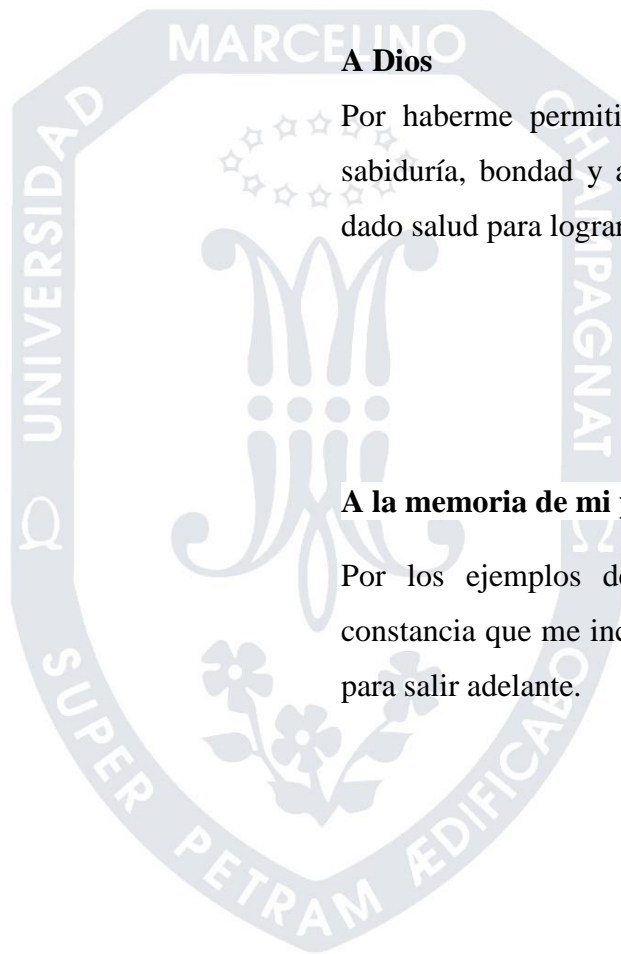 UNIVERSIDAD MARCELINO CHAMPAGNAT
A Dios
Por haberme permiti
sabiduría, bondad y a
dado salud para lograr
A la memoria de mi
Por los ejemplos de
constancia que me inc
para salir adelante.
Ω SUPER PETRAM ÆDIFICABO Ω